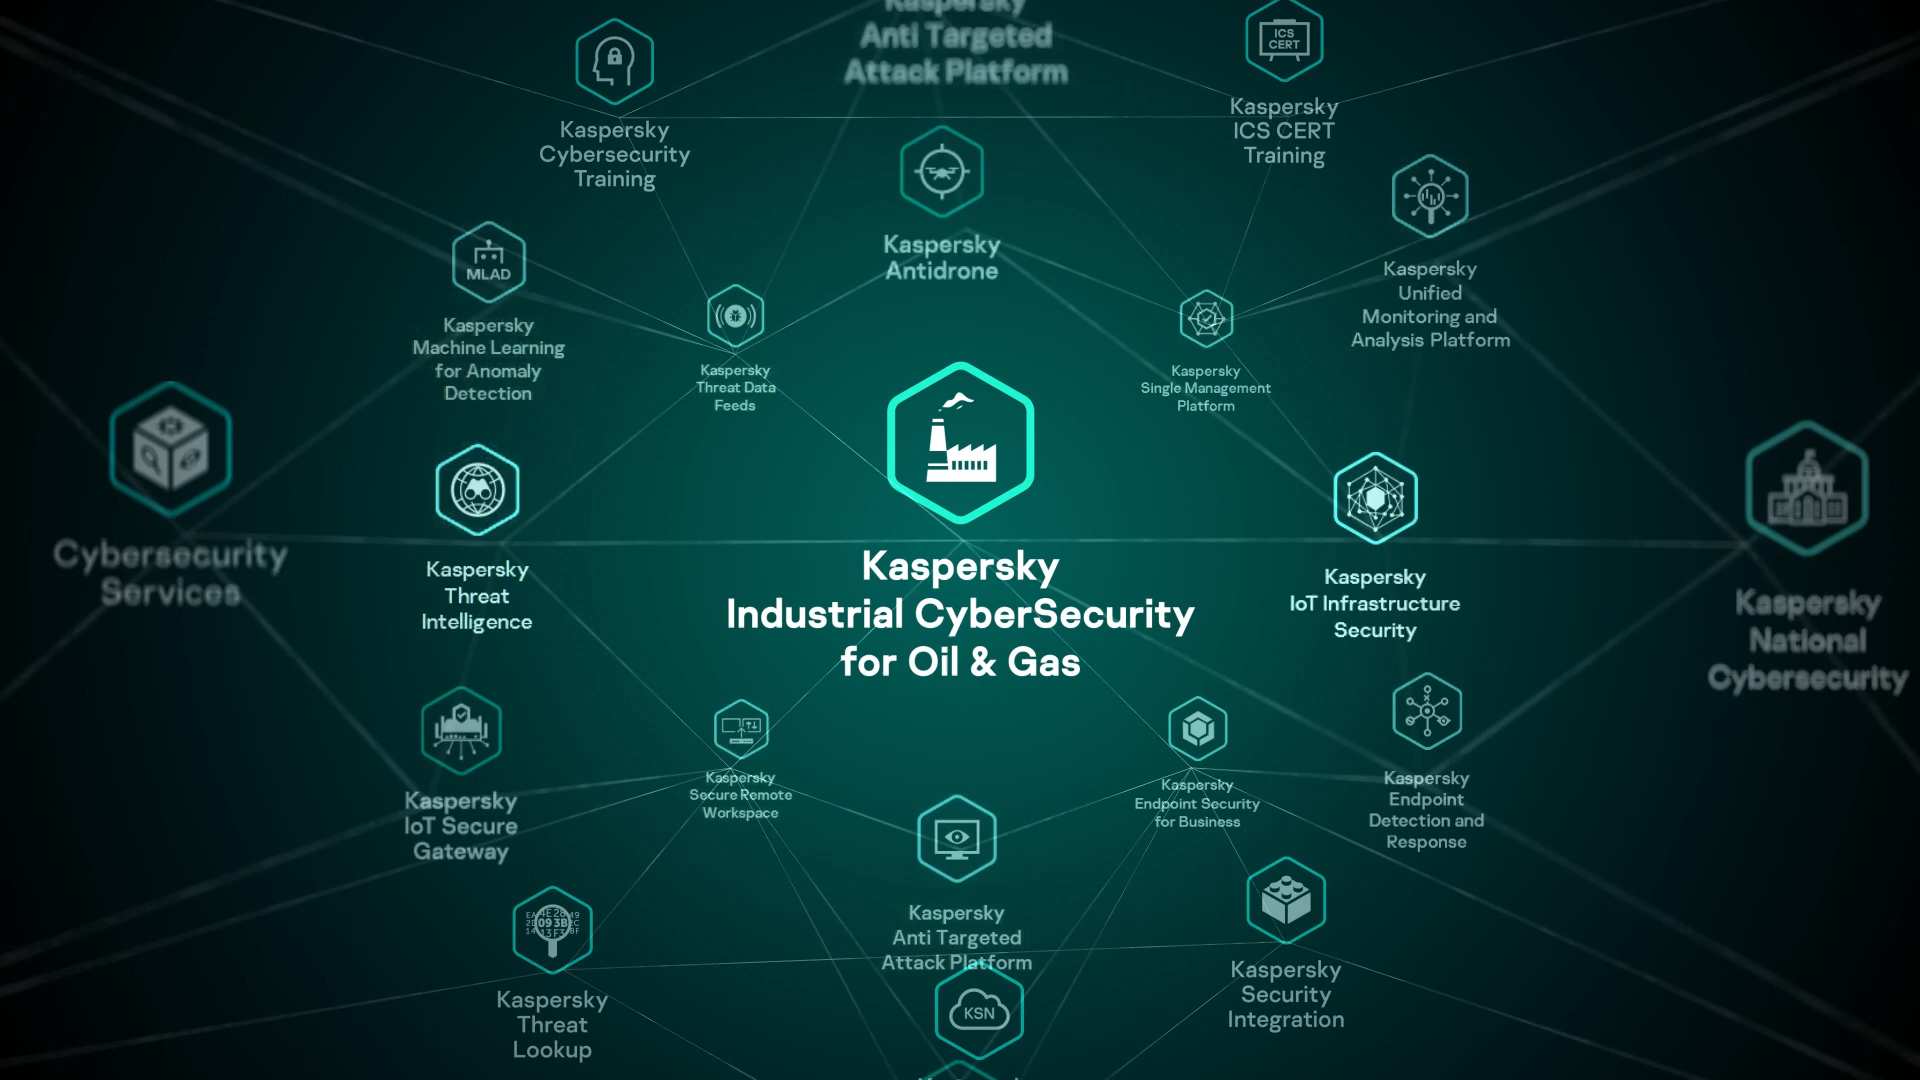 Kaspersky
Anti Targeted
Attack Platform
ICS
CERT
Kaspersky
ICS CERT
Training
Kaspersky
Cybersecurity
Training
Kaspersky
Antidrone
MLAD
Kaspersky
Machine Learning
for Anomaly
Detection
Kaspersky
Threat Data
Feeds
Kaspersky
Single Management
Platform
Kaspersky
Unified
Monitoring and
Analysis Platform
Cybersecurity
Services
Kaspersky
Threat
Intelligence
Kaspersky
Industrial CyberSecurity
for Oil & Gas
Kaspersky
IoT Infrastructure
Security
Kaspersky
National
Cybersecurity
Kaspersky
IoT Secure
Gateway
Kaspersky
Secure Remote
Workspace
Kaspersky
Endpoint Security
for Business
Kaspersky
Endpoint
Detection and
Response
Kaspersky
Anti Targeted
Attack Platform
093B
Kaspersky
Threat
Lookup
KSN
Kaspersky
Security
Integration